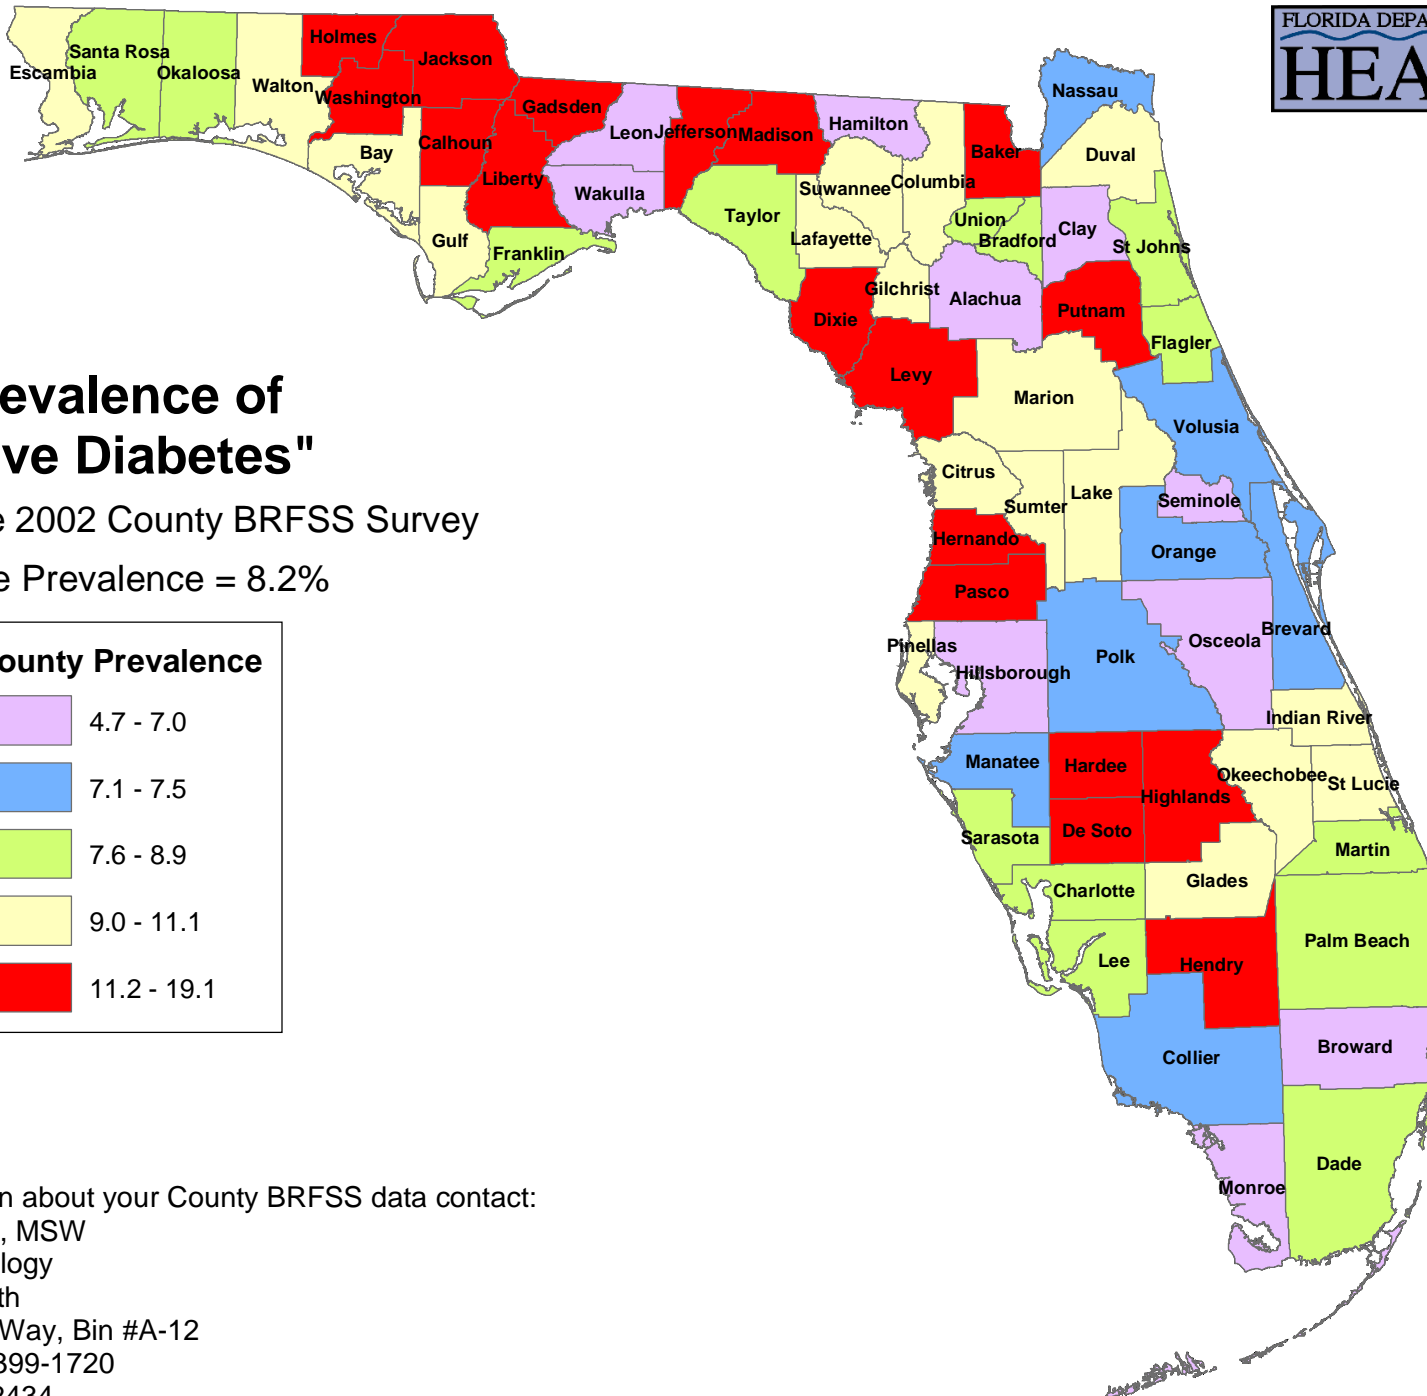 FLORIDA DEPA
HEA
Holmes
Jackson
Santa Rosa
Escambia
Okaloosa
Walton
Washington
Gadsden
Nassau
Leon
Jefferson
Madison
Hamilton
Calhoun
Bay
Baker
Duval
Liberty
Wakulla
Suwannee
Columbia
Taylor
Union
Bradford
Clay
St Johns
Gulf
Franklin
Lafayette
Gilchrist
Alachua
Dixie
Putnam
Flagler
Levy
Marion
Volusia
evalence of
ve Diabetes"
e 2002 County BRFSS Survey
e Prevalence = 8.2%
Citrus
Sumter
Lake
Seminole
Hernando
Orange
Pasco
Pinellas
Hillsborough
Polk
Osceola
Brevard
ounty Prevalence
4.7 - 7.0
7.1 - 7.5
7.6 - 8.9
9.0 - 11.1
11.2 - 19.1
Indian River
Manatee
Hardee
Highlands
Okeechobee
St Lucie
Sarasota
De Soto
Martin
Charlotte
Glades
Palm Beach
Lee
Hendry
Broward
Collier
Dade
Monroe
n about your County BRFSS data contact:
, MSW
logy
th
Way, Bin #A-12
399-1720